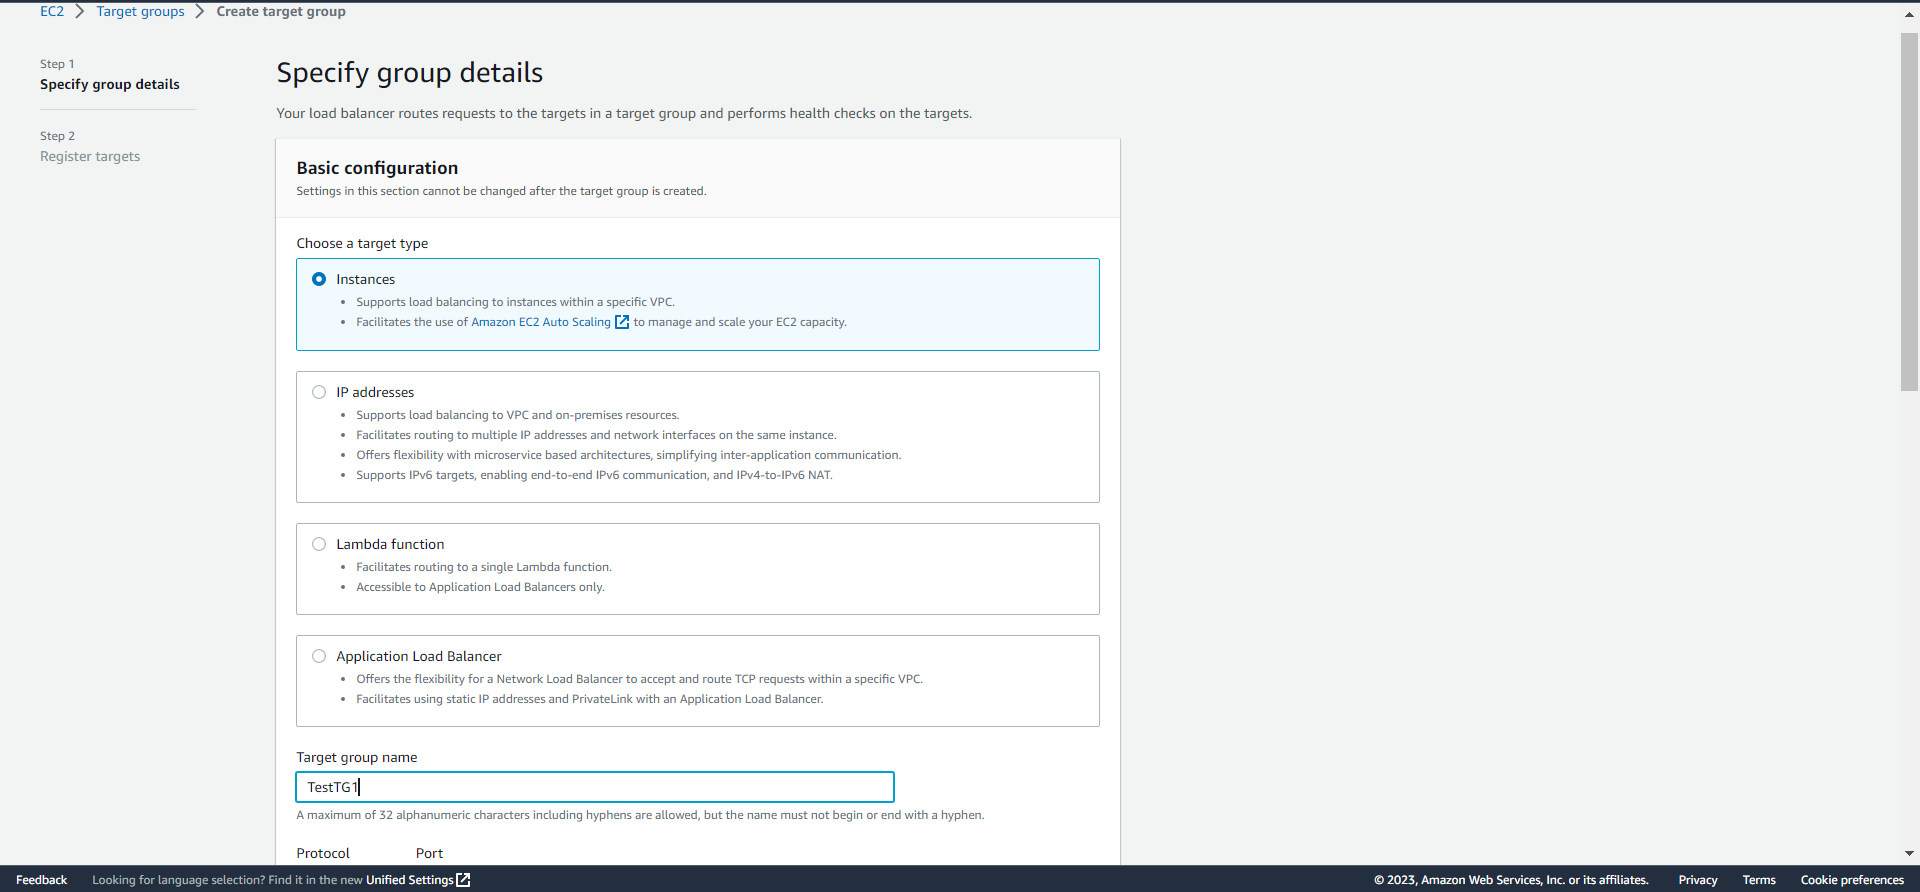 EC2 > Target groups > Create target group
Step 1
Specify group details
Step 2
Register targets
Specify group details
Your load balancer routes requests to the targets in a target group and performs health checks on the targets.
Basic configuration
Settings in this section cannot be changed after the target group is created.
Choose a target type
Instances
• Supports load balancing to instances within a specific VPC.
• Facilitates the use of Amazon EC2 Auto Scaling to manage and scale your EC2 capacity.
IP addresses
• Supports load balancing to VPC and on-premises resources.
• Facilitates routing to multiple IP addresses and network interfaces on the same instance.
• Offers flexibility with microservice based architectures, simplifying inter-application communication.
• Supports IPv6 targets, enabling end-to-end IPv6 communication, and IPv4-to-IPv6 NAT.
Lambda function
• Facilitates routing to a single Lambda function.
• Accessible to Application Load Balancers only.
Application Load Balancer
• Offers the flexibility for a Network Load Balancer to accept and route TCP requests within a specific VPC.
• Facilitates using static IP addresses and PrivateLink with an Application Load Balancer.
Target group name
TestTG1
A maximum of 32 alphanumeric characters including hyphens are allowed, but the name must not begin or end with a hyphen.
Protocol Port
Feedback Looking for language selection? Find it in the new Unified Settings © 2023, Amazon Web Services, Inc. or its affiliates. Privacy Terms Cookie preferences